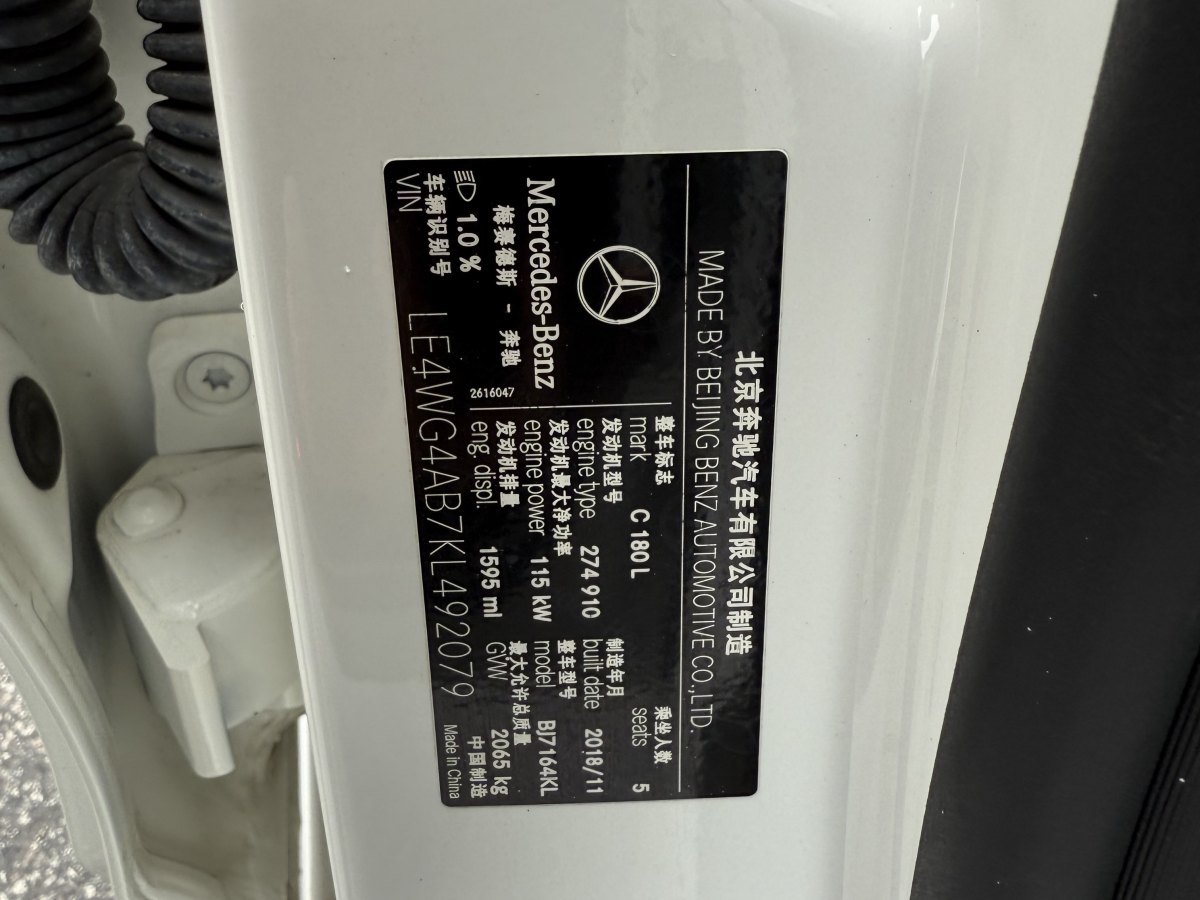 北京奔驰汽车有限公司制造
MADE BY BEIJING BENZ AUTOMOTIVE CO.,LTD.
整车标志
mark C 180 L
乘坐人数
seats 5
发动机型号
engine type 274 910
制造年月
built date 2018/11
发动机最大净功率
engine power 115 kW
整车型号
model BJ7164KL
发动机排量
eng. displ. 1595 ml
最大允许总质量
GVW 2065 kg
Mercedes-Benz
梅赛德斯 - 奔驰
2616047
1.0 %
中国制造
Made in China
车辆识别号
VIN LE4WG4AB7KL492079